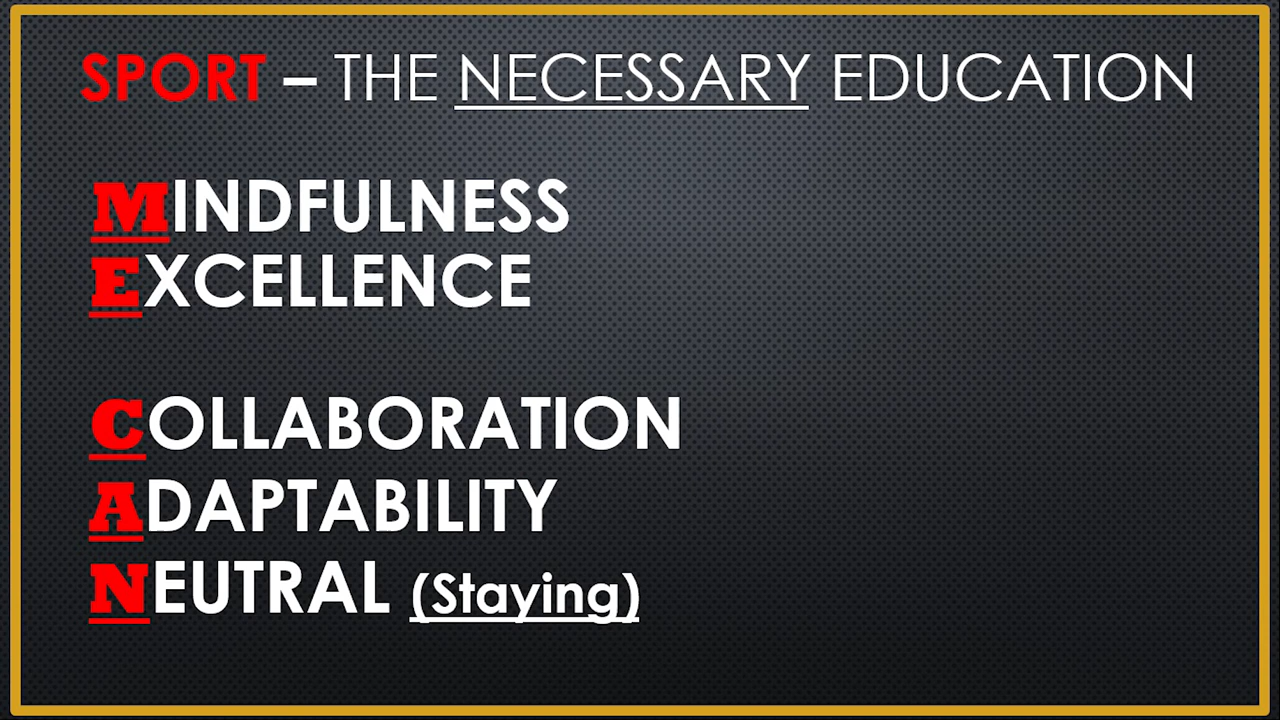 SPORT – THE NECESSARY EDUCATION
MINDFULNESS
EXCELLENCE
COLLABORATION
ADAPTABILITY
NEUTRAL (Staying)